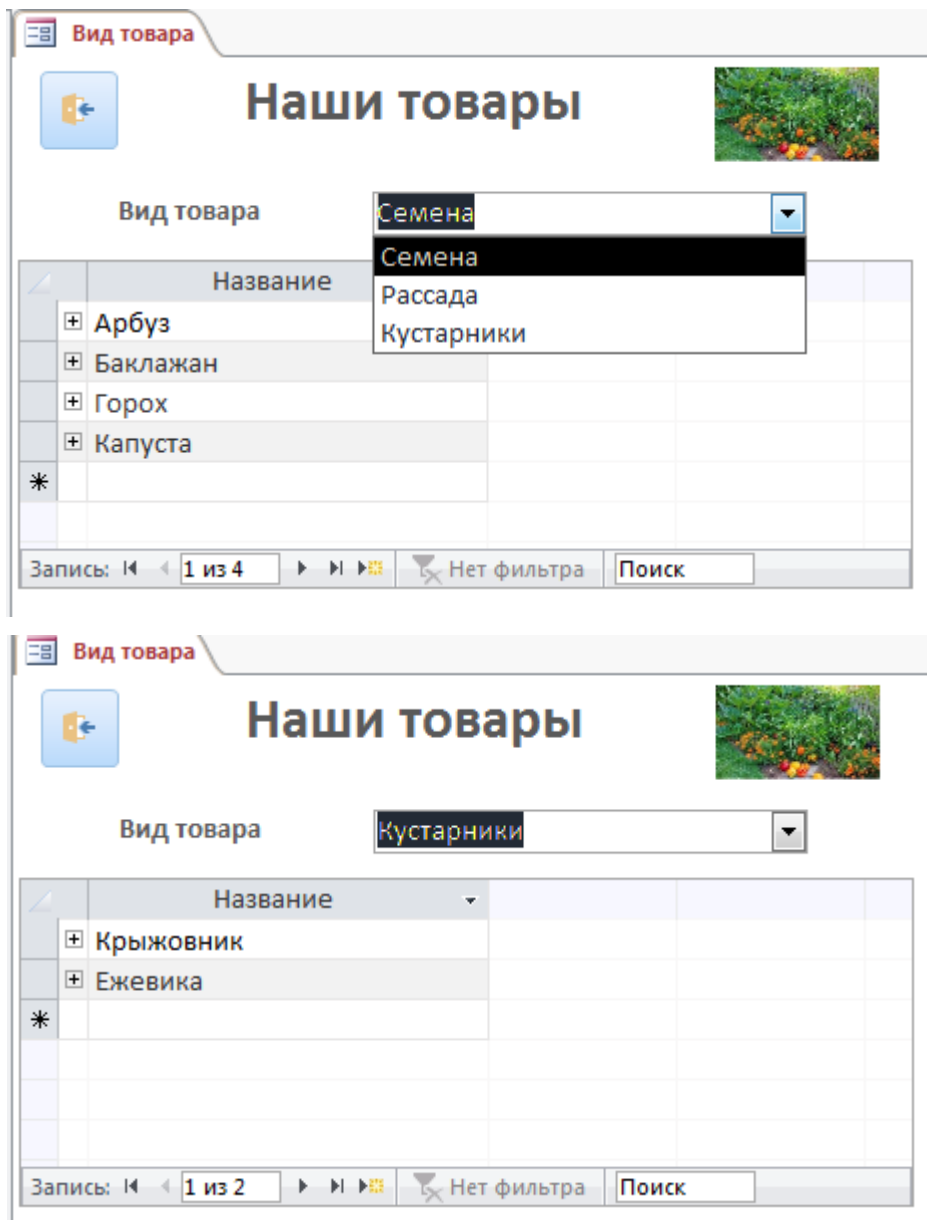 Вид товара
Наши товары
Вид товара Семена
Семена
Рассада
Кустарники
Название
Арбуз
Баклажан
Горох
Капуста
Запись: 1 из 4 Нет фильтра Поиск
Вид товара
Наши товары
Вид товара Кустарники
Название
Крыжовник
Ежевика
Запись: 1 из 2 Нет фильтра Поиск